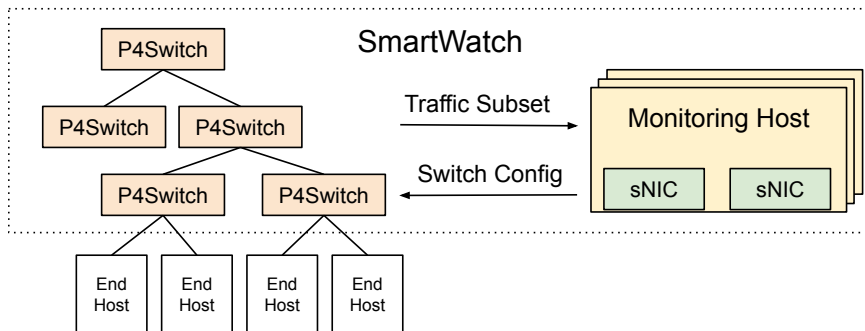 SmartWatch
P4Switch
P4Switch
P4Switch
P4Switch
P4Switch
Traffic Subset
Switch Config
Monitoring Host
sNIC
sNIC
End
Host
End
Host
End
Host
End
Host